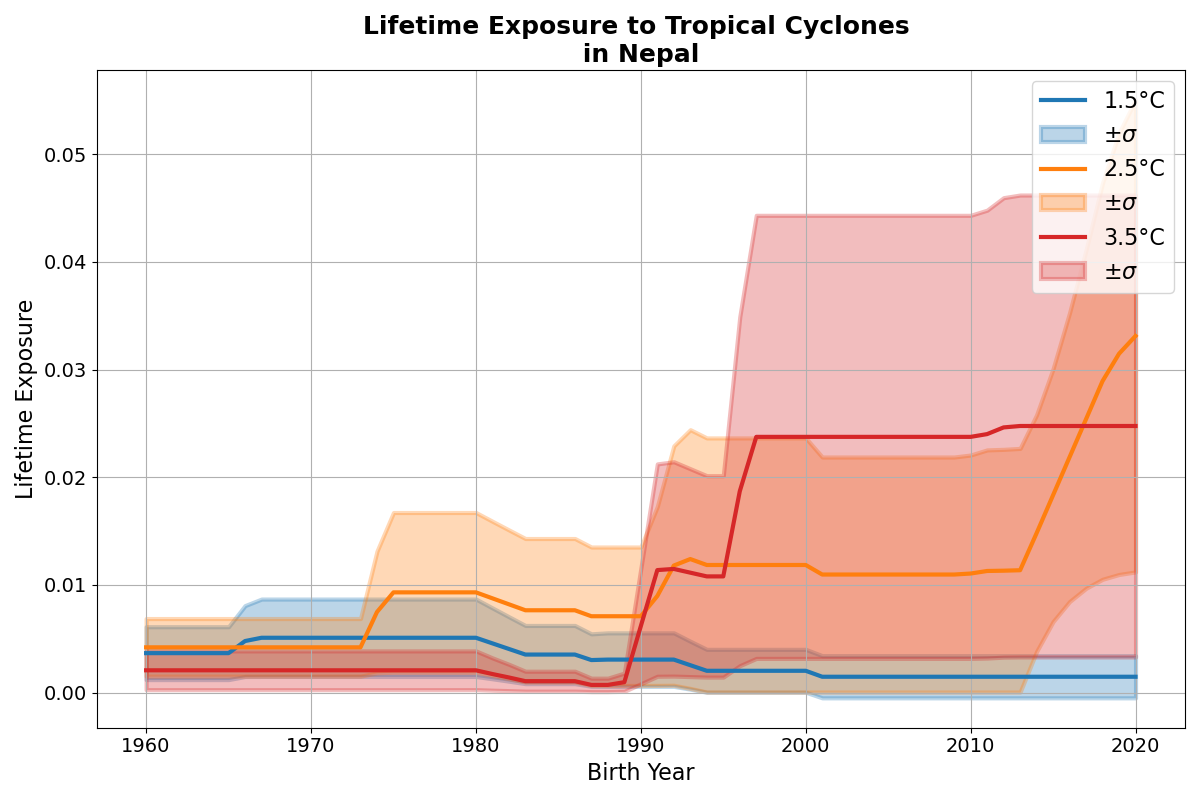 Lifetime Exposure to Tropical Cyclones
in Nepal
1.5°C
±σ
2.5°C
±σ
3.5°C
±σ
Lifetime Exposure
0.05
0.04
0.03
0.02
0.01
0.00
1960 1970 1980 1990 2000 2010 2020
Birth Year